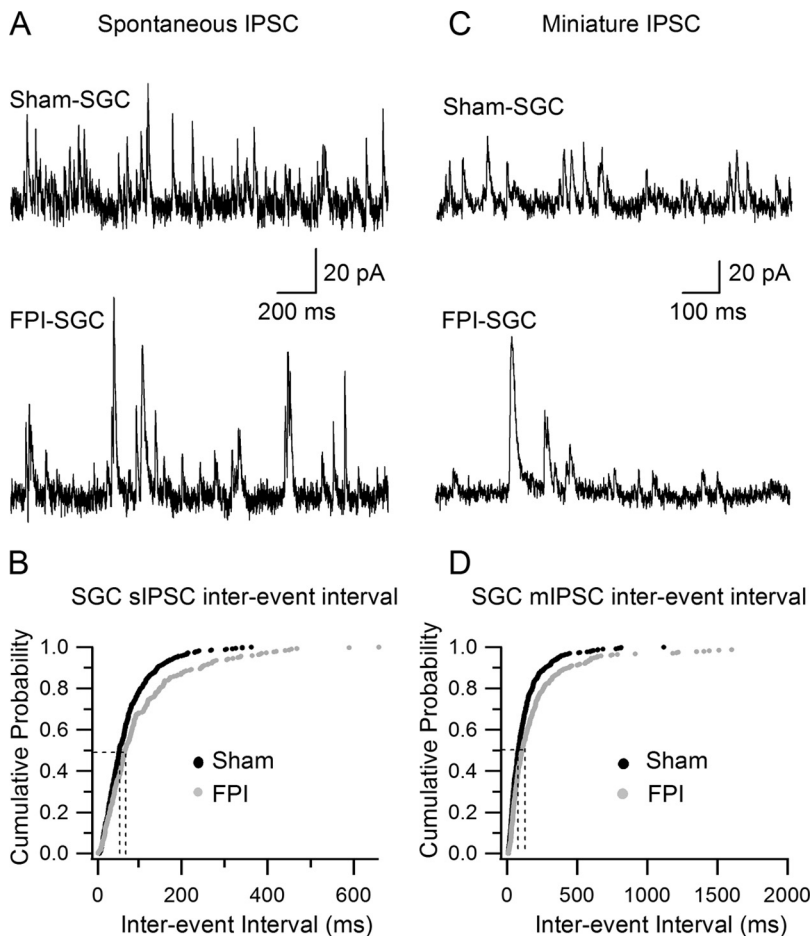 A Spontaneous IPSC
C Miniature IPSC
Sham-SGC
Sham-SGC
20 pA
200 ms
20 pA
100 ms
FPI-SGC
FPI-SGC
B
SGC sIPSC inter-event interval
Cumulative Probability
1.0
0.8
0.6
0.4
0.2
0.0
Sham
FPI
0 200 400 600
Inter-event Interval (ms)
D
SGC mIPSC inter-event interval
Cumulative Probability
1.0
0.8
0.6
0.4
0.2
0.0
Sham
FPI
0 500 1000 1500 2000
Inter-event Interval (ms)